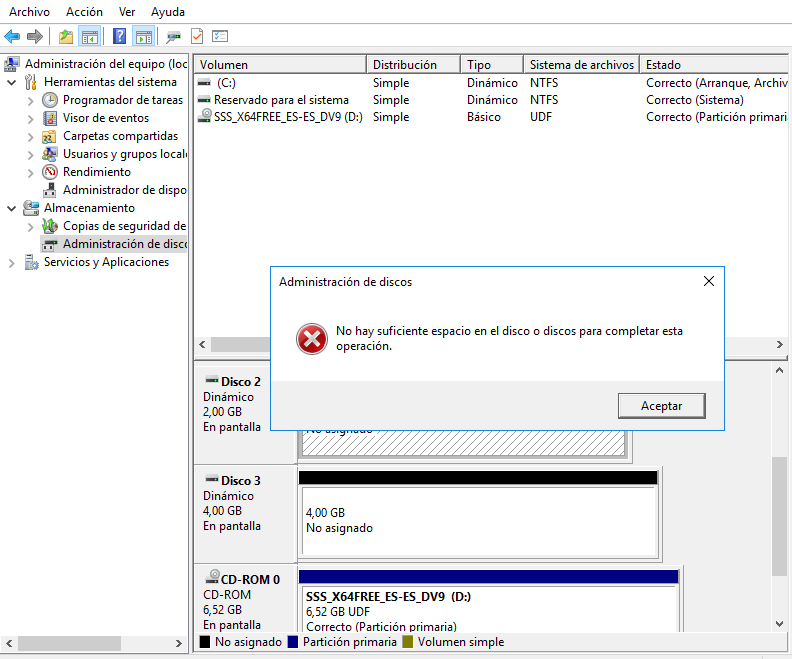 Archivo Acción Ver Ayuda
Administración del equipo (loc
Herramientas del sistema
Programador de tareas
Visor de eventos
Carpetas compartidas
Usuarios y grupos locale
Rendimiento
Administrador de dispo
Almacenamiento
Copias de seguridad de
Administración de disco
Servicios y Aplicaciones
Volumen Distribución Tipo Sistema de archivos Estado
(C:) Simple Dinámico NTFS Correcto (Arranque, Archiv
Reservado para el sistema Simple Dinámico NTFS Correcto (Sistema)
SSS_X64FREE_ES-ES_DV9 (D:) Simple Básico UDF Correcto (Partición primari
Administración de discos
No hay suficiente espacio en el disco o discos para completar esta
operación.
Aceptar
Disco 2
Dinámico
2,00 GB
En pantalla
No asignado
Disco 3
Dinámico
4,00 GB
En pantalla
4,00 GB
No asignado
CD-ROM 0
CD-ROM
6,52 GB
En pantalla
SSS_X64FREE_ES-ES_DV9 (D:)
6,52 GB UDF
Correcto (Partición primaria)
No asignado Partición primaria Volumen simple